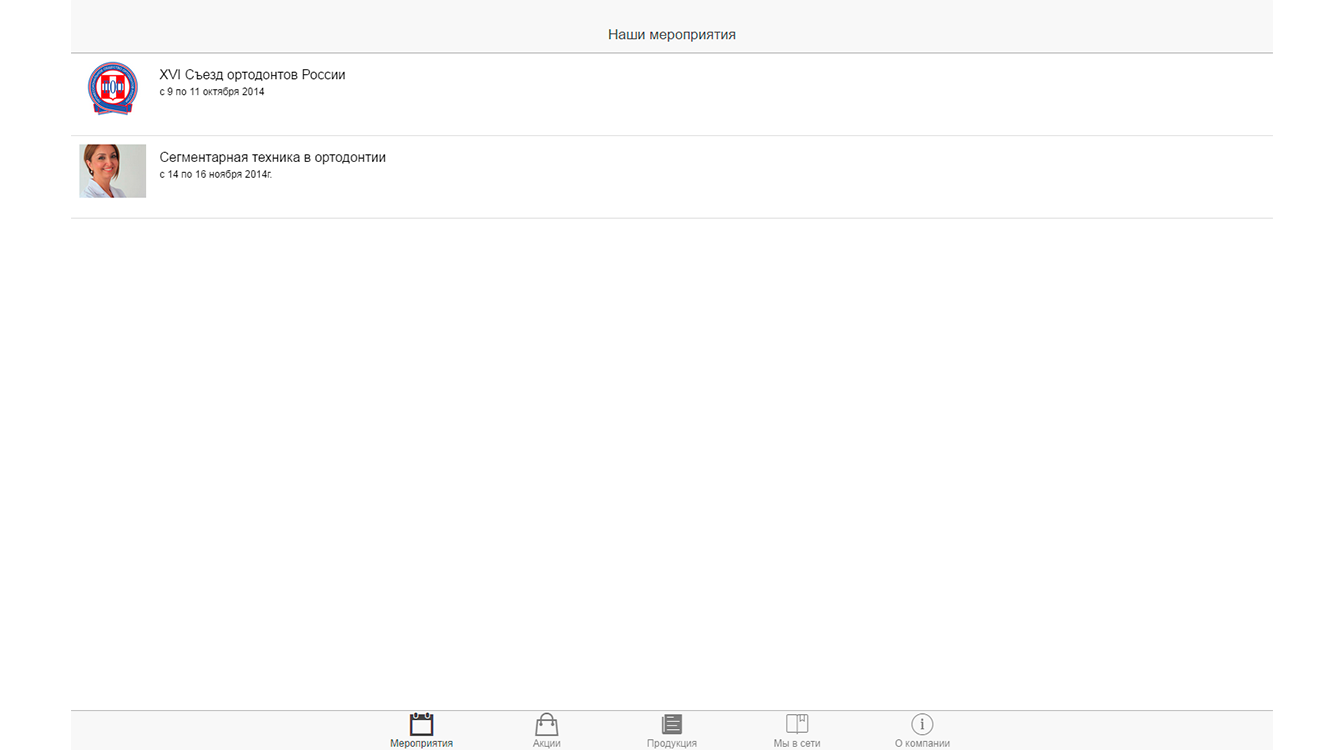 Наши мероприятия
XVI Съезд ортодонтов России
с 9 по 11 октября 2014
Сегментарная техника в ортодонтии
с 14 по 16 ноября 2014г.
Мероприятия
Акции
Продукция
Мы в сети
О компании